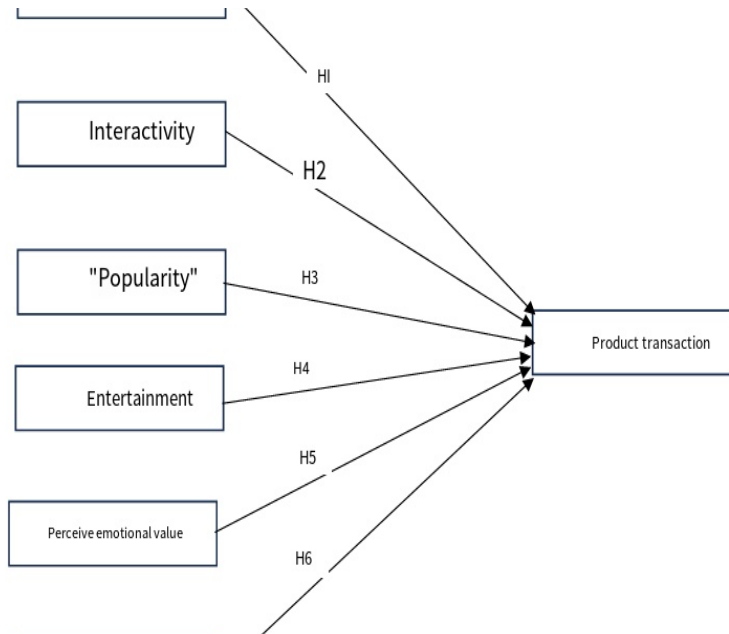 HI
Interactivity
H2
"Popularity"
H3
Product transaction
H4
Entertainment
H5
Perceive emotional value
H6